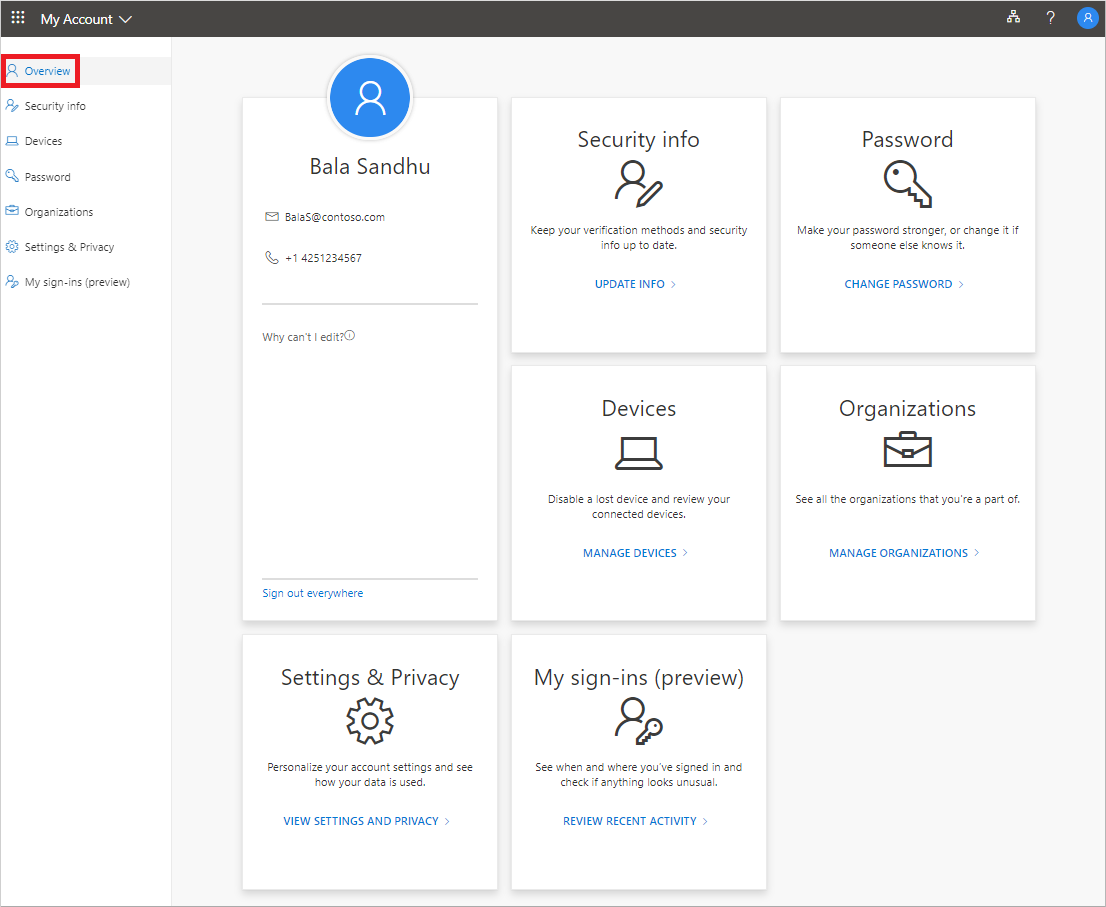 My Account
?
Overview
Security info
Devices
Password
Organizations
Settings & Privacy
My sign-ins (preview)
Bala Sandhu
BalaS@contoso.com
+1 4251234567
Why can't I edit?
Sign out everywhere
Security info
Keep your verification methods and security
info up to date.
UPDATE INFO
Password
Make your password stronger, or change it if
someone else knows it.
CHANGE PASSWORD
Devices
Disable a lost device and review your
connected devices.
MANAGE DEVICES
Organizations
See all the organizations that you're a part of.
MANAGE ORGANIZATIONS
Settings & Privacy
Personalize your account settings and see
how your data is used.
VIEW SETTINGS AND PRIVACY
My sign-ins (preview)
See when and where you've signed in and
check if anything looks unusual.
REVIEW RECENT ACTIVITY